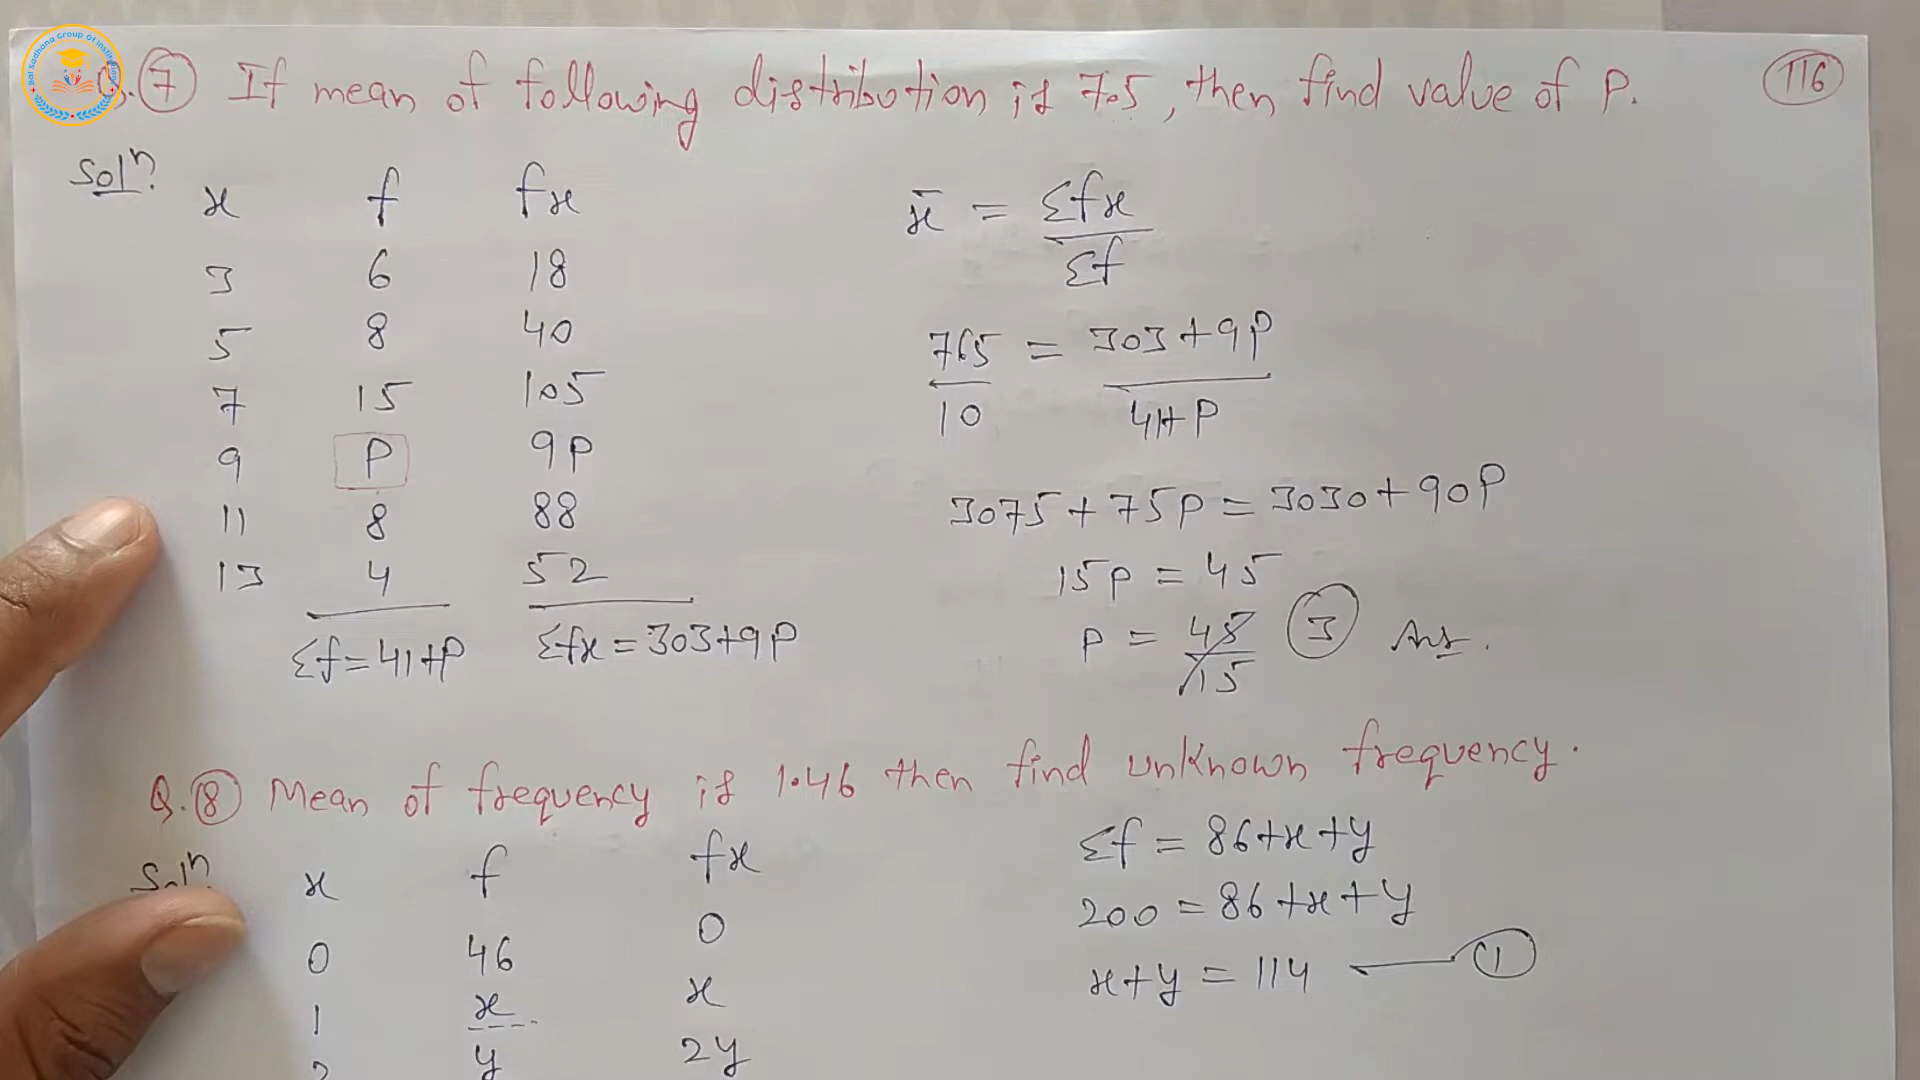 Q.7 If mean of following distribution is 7.5, then find value of P.
116
Solⁿ.
x f fx
3 6 18
5 8 40
7 15 105
9 P 9P
11 8 88
13 4 52
Σf=41+P Σfx=303+9P
x̄ = Σfx/Σf
765/10 = 303+9P/41+P
3075+75P=3030+90P
15P=45
P=45/15 3 Ans.
Q.8 Mean of frequency is 1.46 then find unknown frequency.
Solⁿ.
x f fx
0 46 0
1 x x
2 y 2y
Σf=86+x+y
200=86+x+y
x+y=114 1